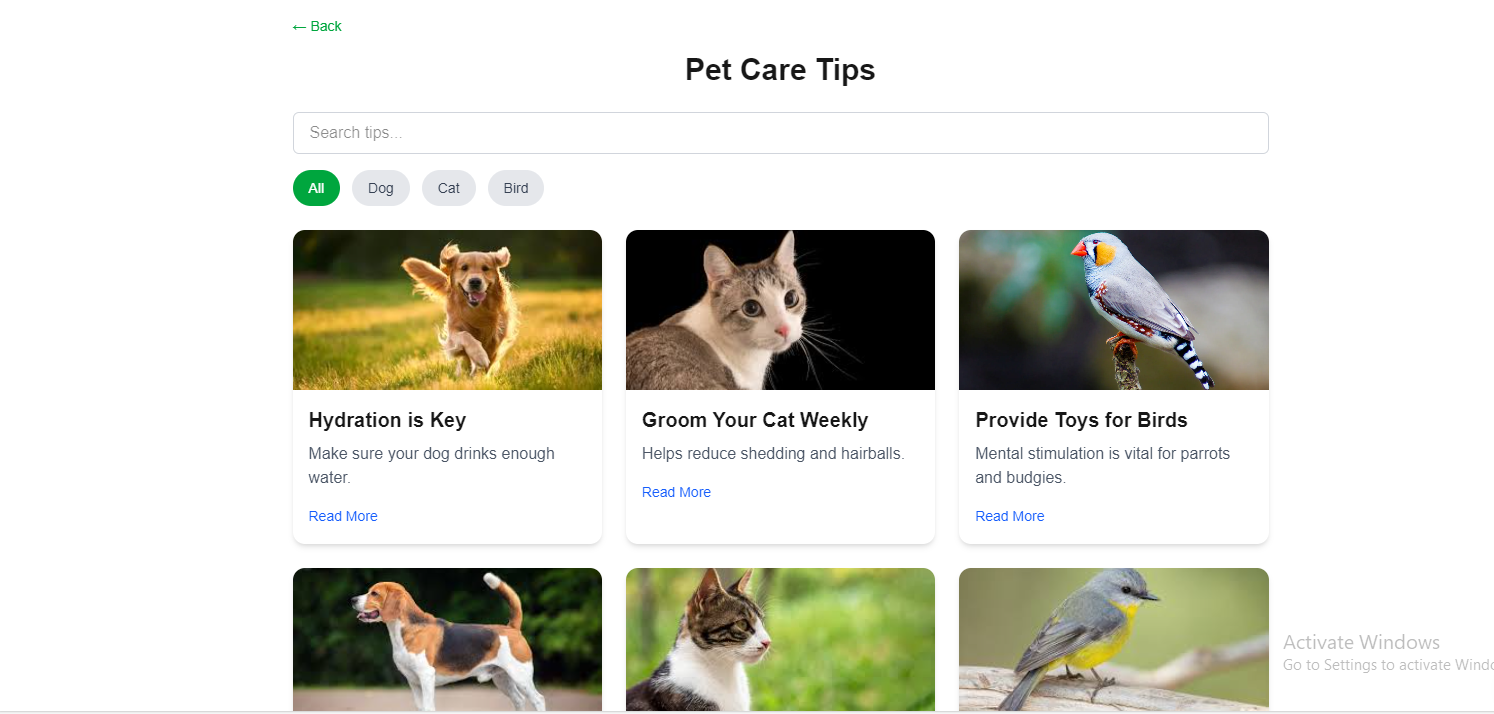 ← Back
Pet Care Tips
Search tips...
All
Dog
Cat
Bird
Hydration is Key
Make sure your dog drinks enough
water.
Read More
Groom Your Cat Weekly
Helps reduce shedding and hairballs.
Read More
Provide Toys for Birds
Mental stimulation is vital for parrots
and budgies.
Read More
Activate Windows
Go to Settings to activate